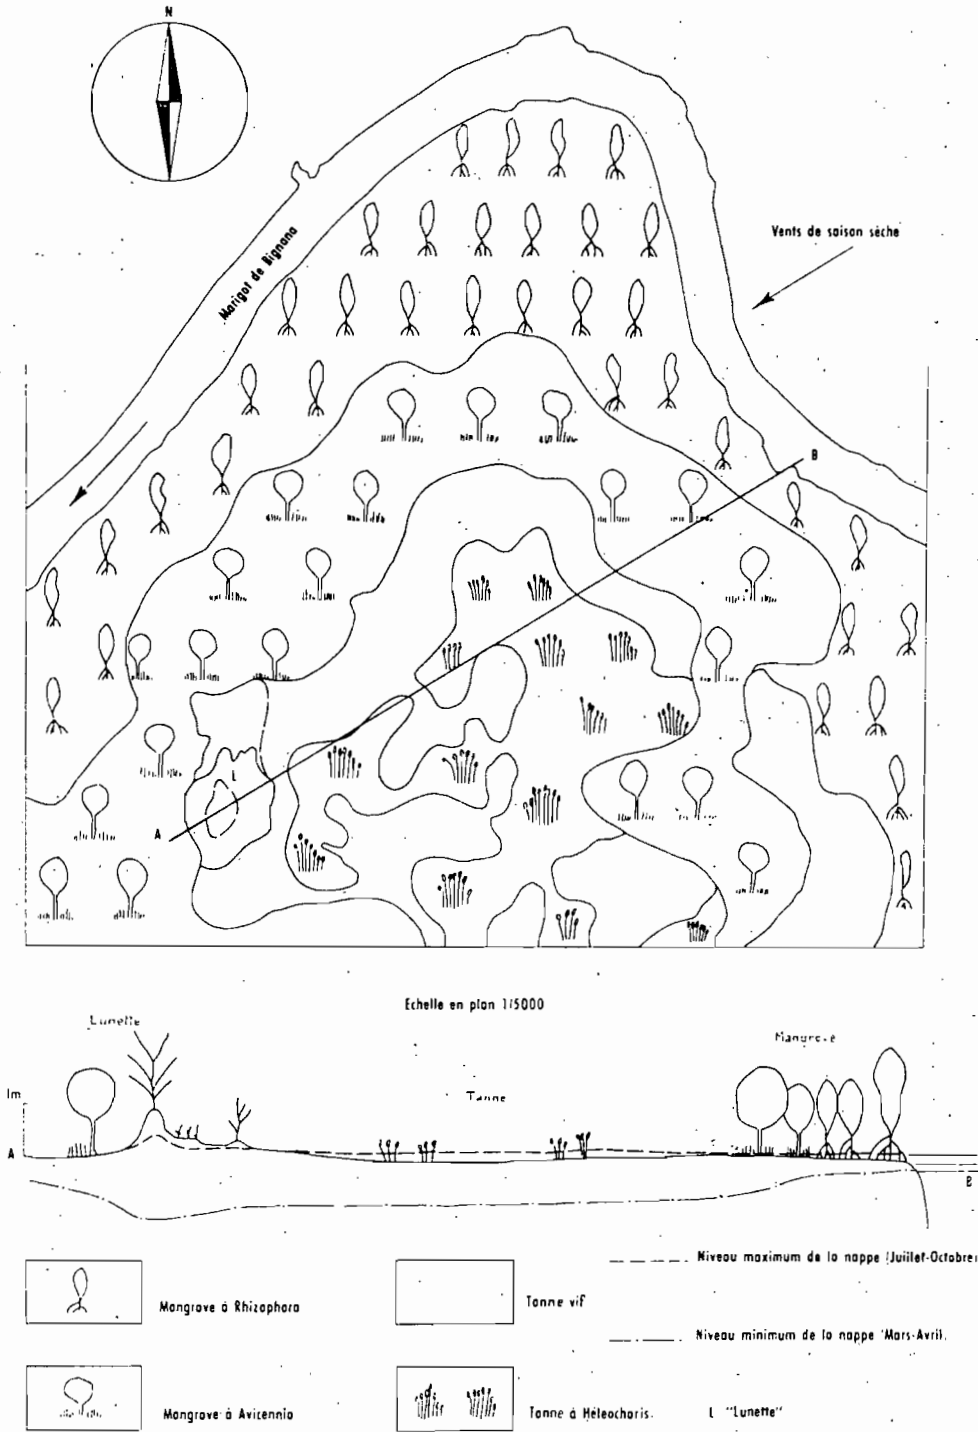 N
Marigot de Bignona
Vents de saison sèche
B
L
A
Echelle en plan 1/5000
Lunette
Mangrove
1m
Tanne
A
B
Niveau maximum de la nappe (Juillet-Octobre)
Mangrove à Rhizophora
Tanne vif
Niveau minimum de la nappe (Mars-Avril)
Mangrove à Avicennia
Tanne à Héleocharis
L "Lunette"